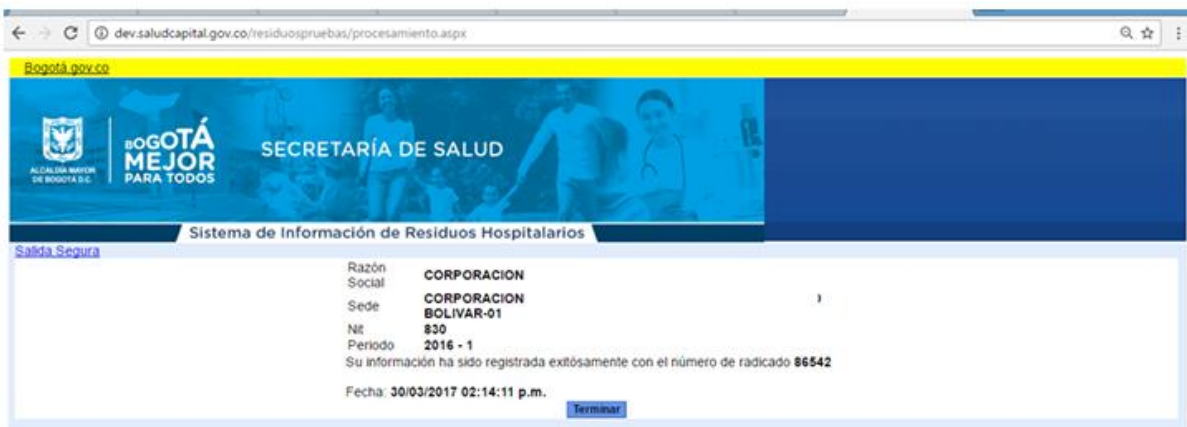 dev.saludcapital.gov.co/residuospruebas/procesamiento.aspx
Bogotá.gov.co
ALCALDÍA MAYOR
DE BOGOTÁ D.C.
BOGOTÁ
MEJOR
PARA TODOS
SECRETARÍA DE SALUD
Sistema de Información de Residuos Hospitalarios
Salida Segura
Razón
Social
CORPORACION
Sede
CORPORACION
BOLIVAR-01
Nit 830
Periodo 2016 - 1
Su información ha sido registrada exitósamente con el número de radicado 86542
Fecha: 30/03/2017 02:14:11 p.m.
Terminar